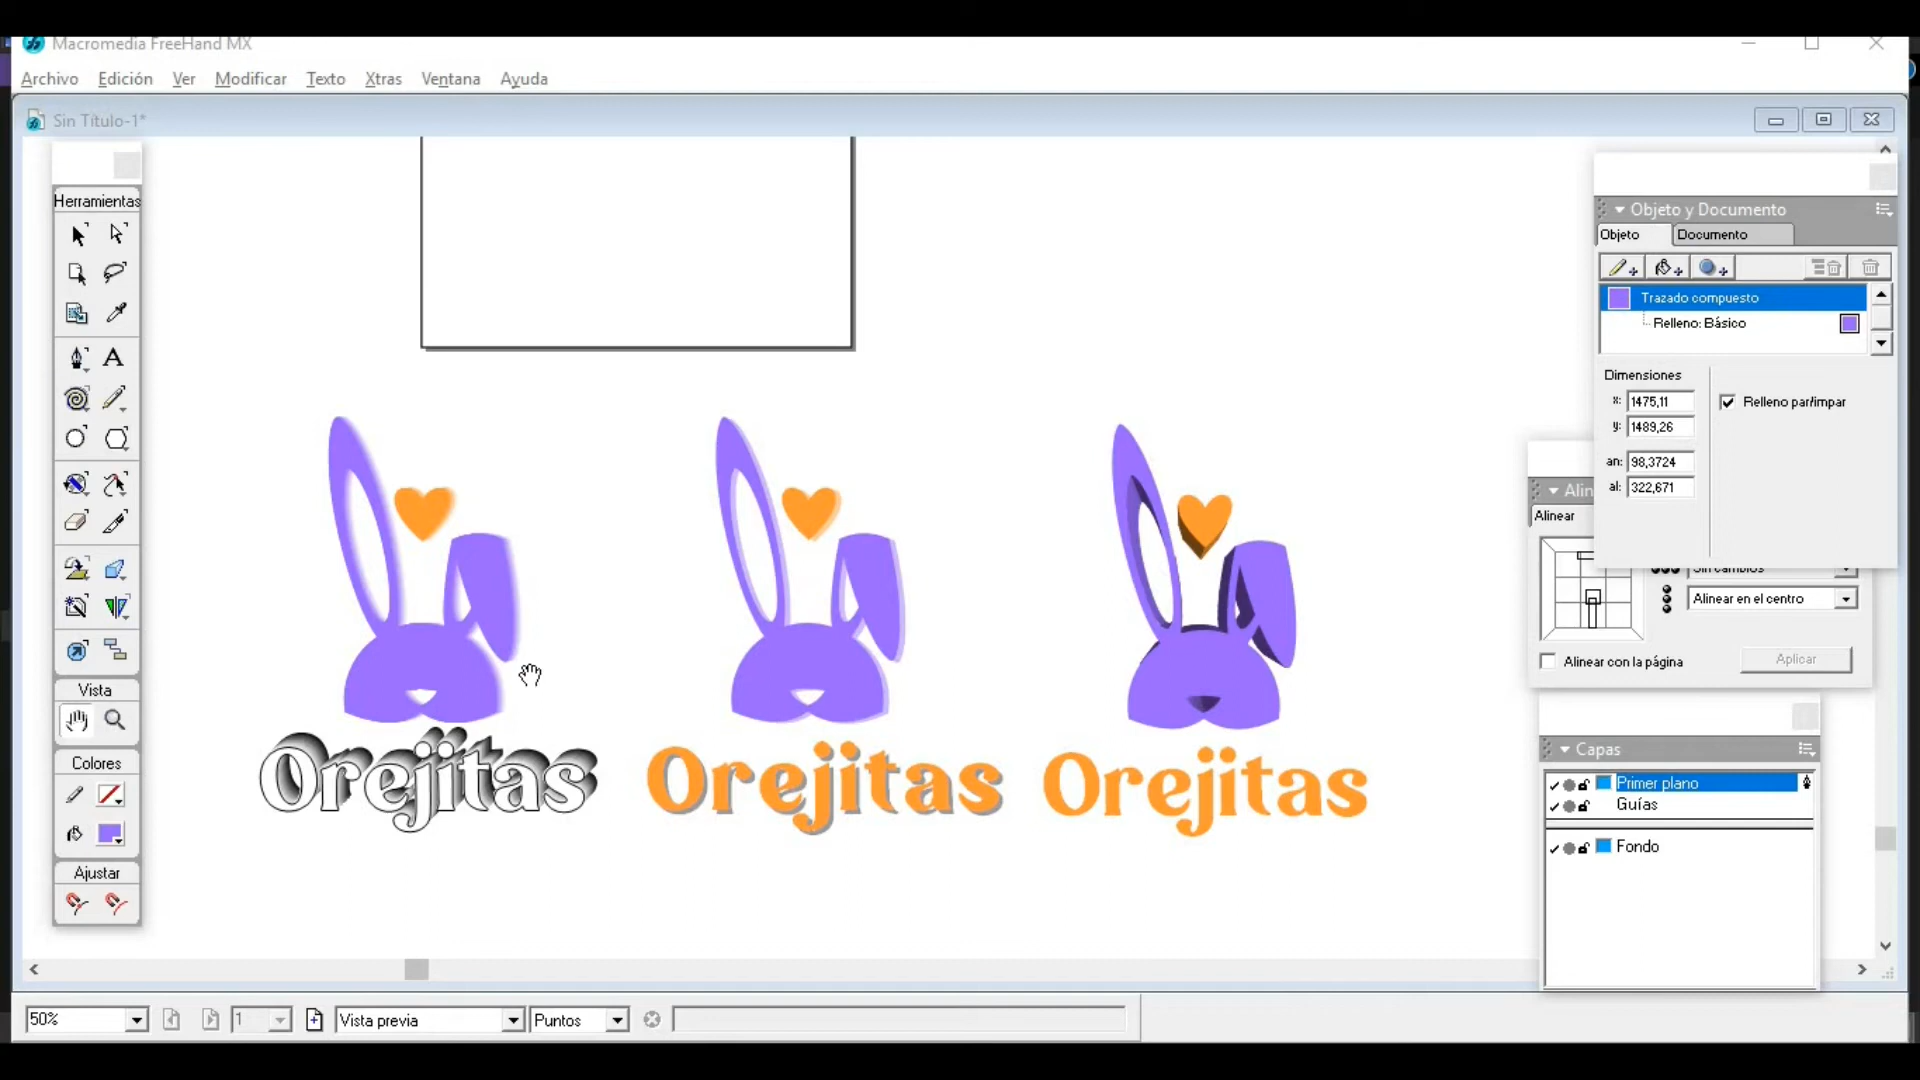 Macromedia FreeHand MX
Archivo Edición Ver Modificar Texto Xtras Ventana Ayuda
Sin Título-1*
Herramientas
Vista
Colores
Ajustar
Orejitas
Orejitas
Orejitas
Objeto y Documento
Objeto Documento
Trazado compuesto
Relleno: Básico
Dimensiones
x: 1475,11
Relleno par/impar
y: 1489,26
an: 98,3724
al: 322,671
Alin
Alinear
Sin cambios
Alinear en el centro
Alinear con la página
Aplicar
Capas
Primer plano
Guías
Fondo
50% 1 Vista previa Puntos